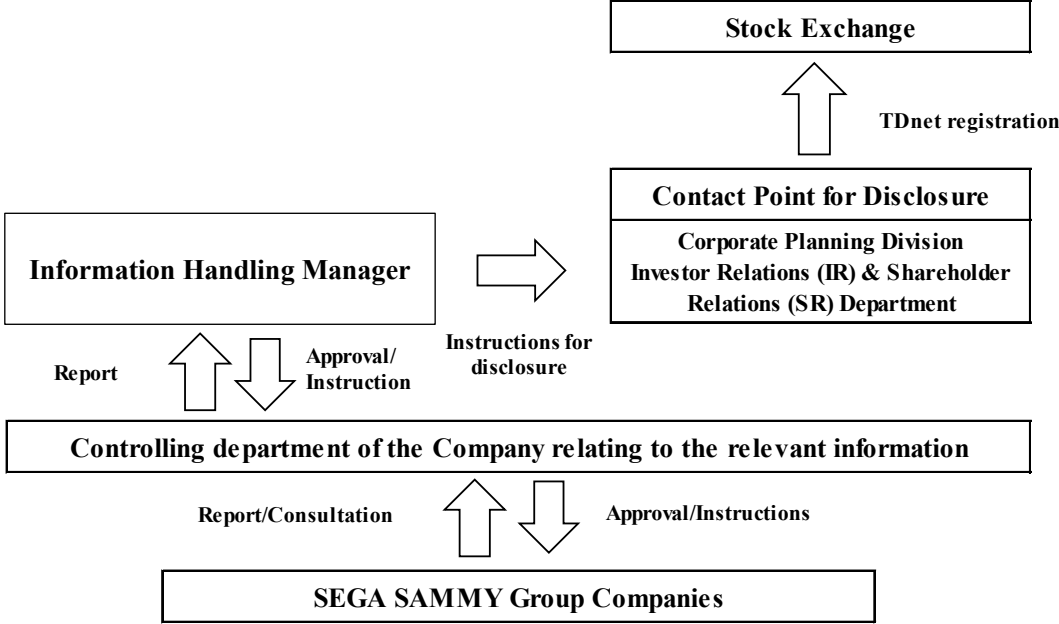 Stock Exchange
TDnet registration
Contact Point for Disclosure
Corporate Planning Division
Investor Relations (IR) & Shareholder
Relations (SR) Department
Information Handling Manager
Instructions for
disclosure
Report
Approval/
Instruction
Controlling department of the Company relating to the relevant information
Report/Consultation
Approval/Instructions
SEGA SAMMY Group Companies